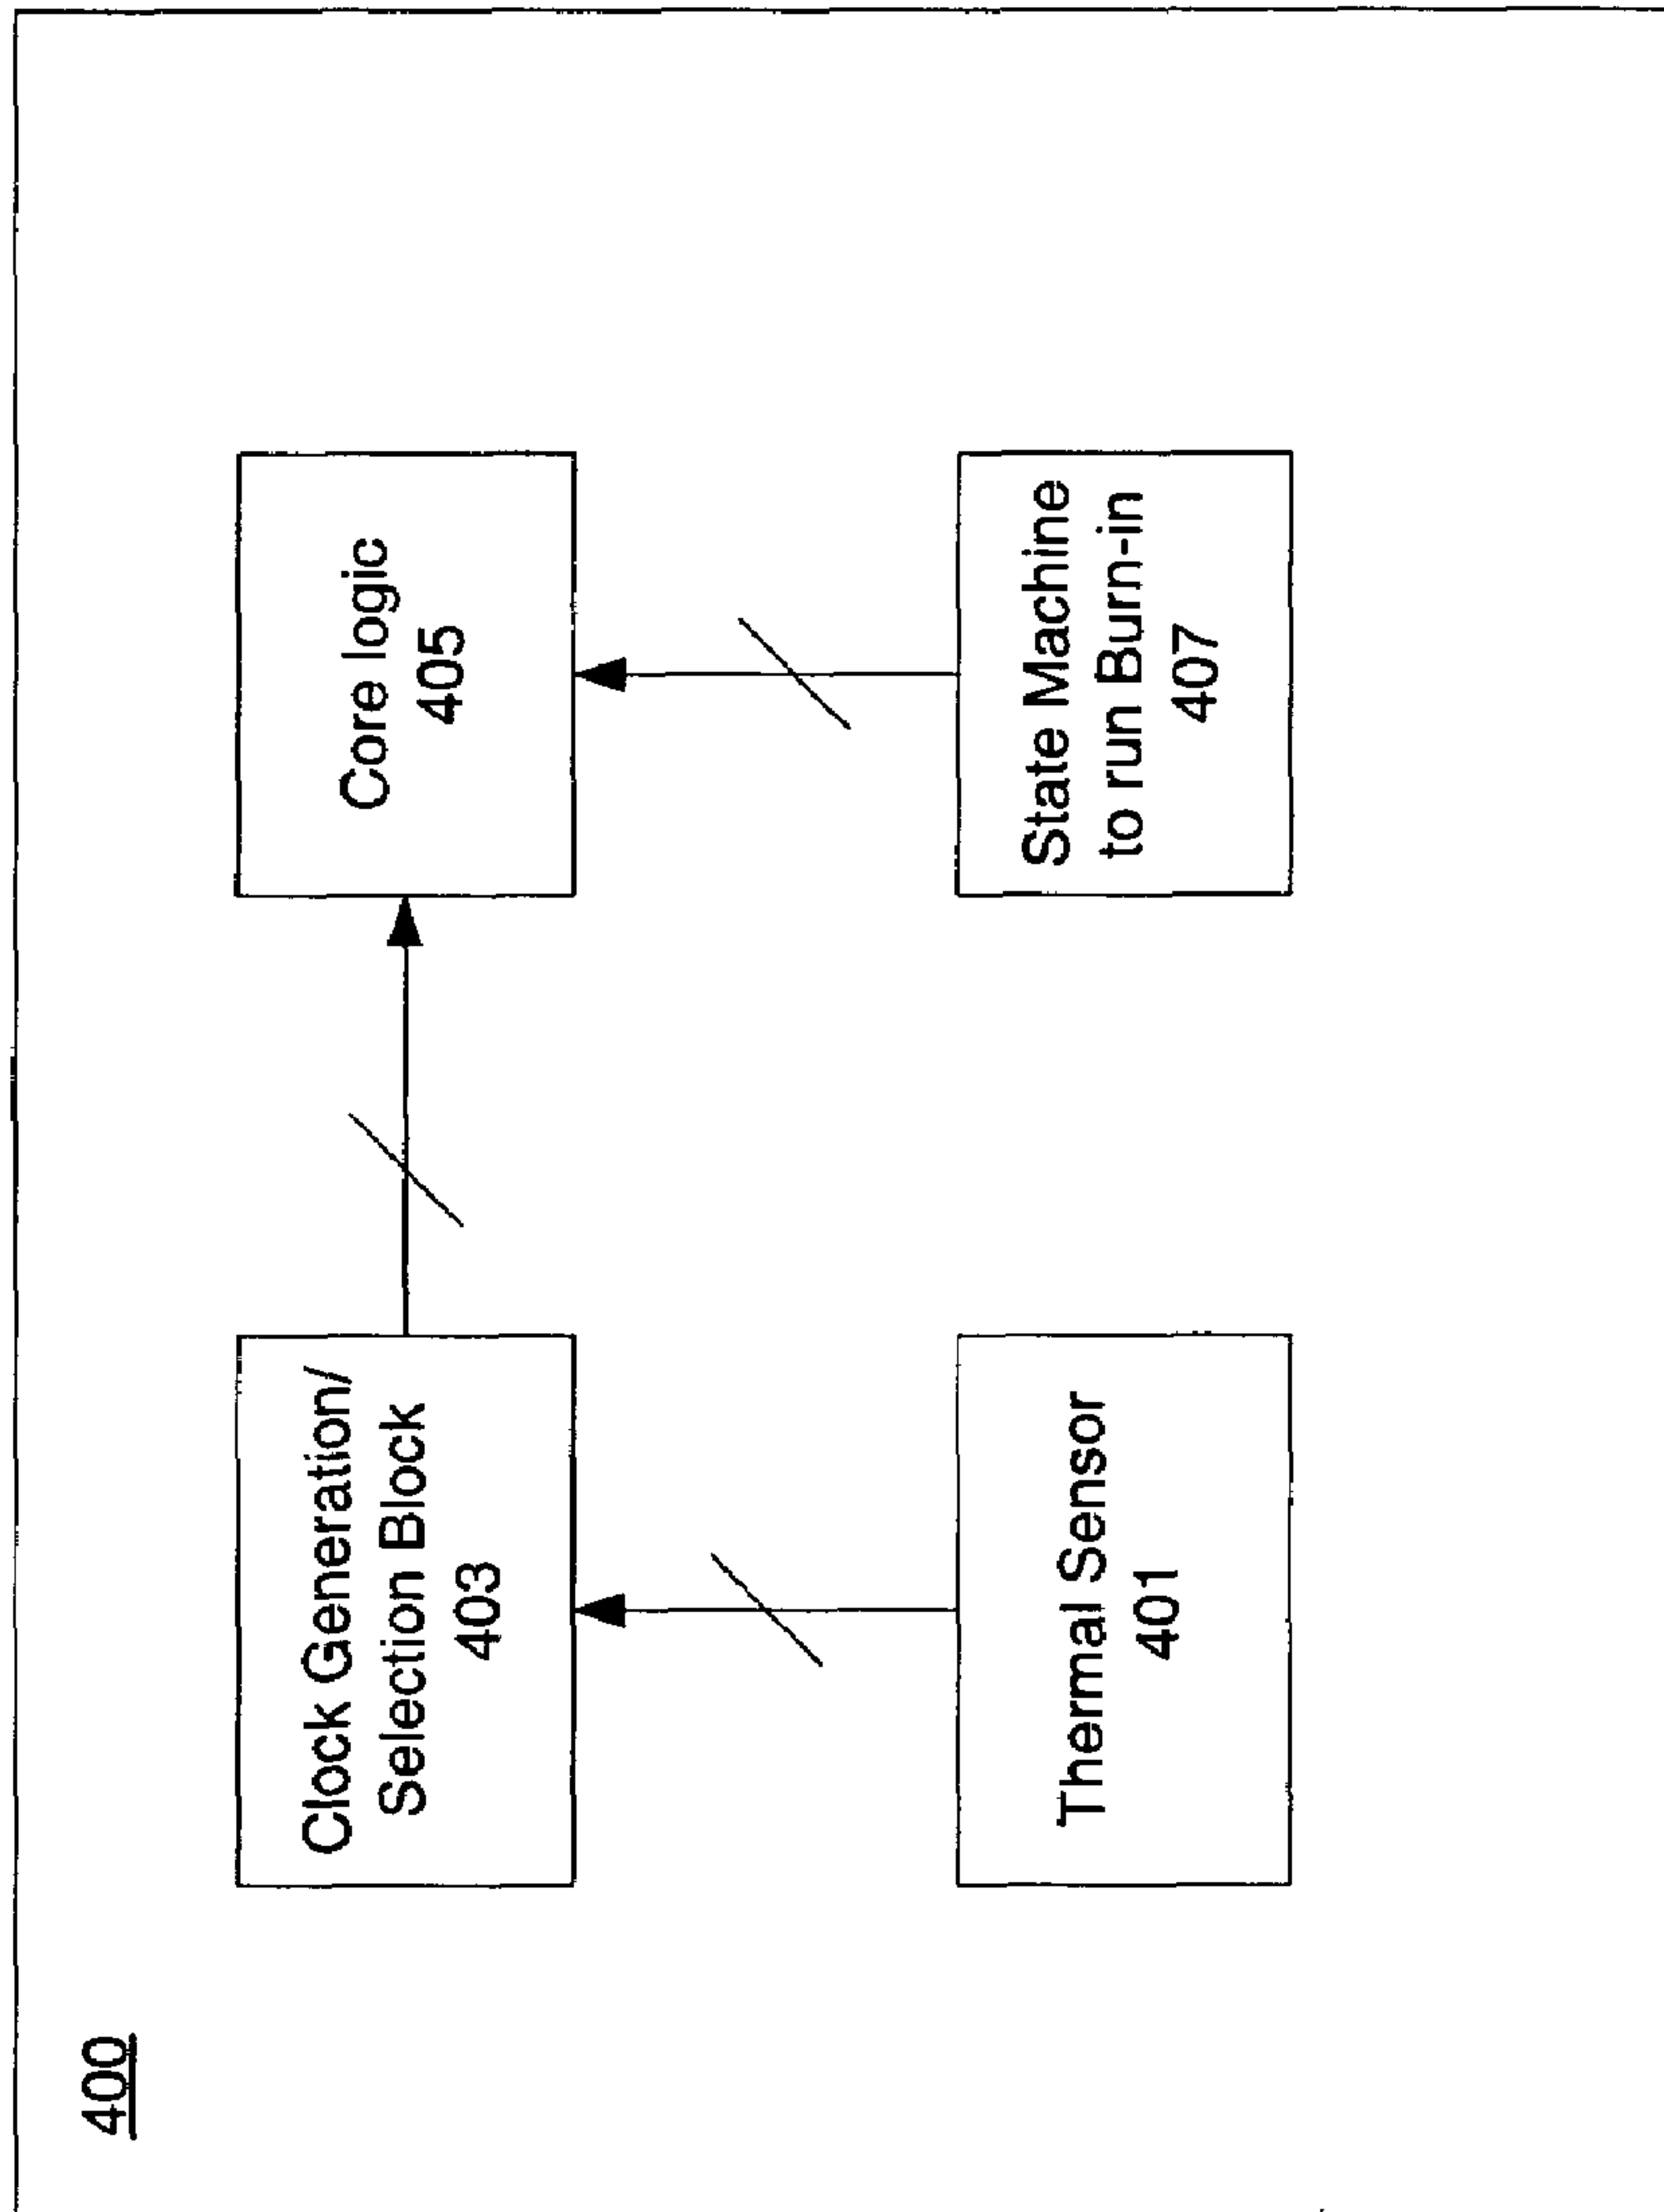 400
Clock Generation/
Selection Block
403
Core logic
405
Thermal Sensor
401
State Machine
to run Burn-in
407